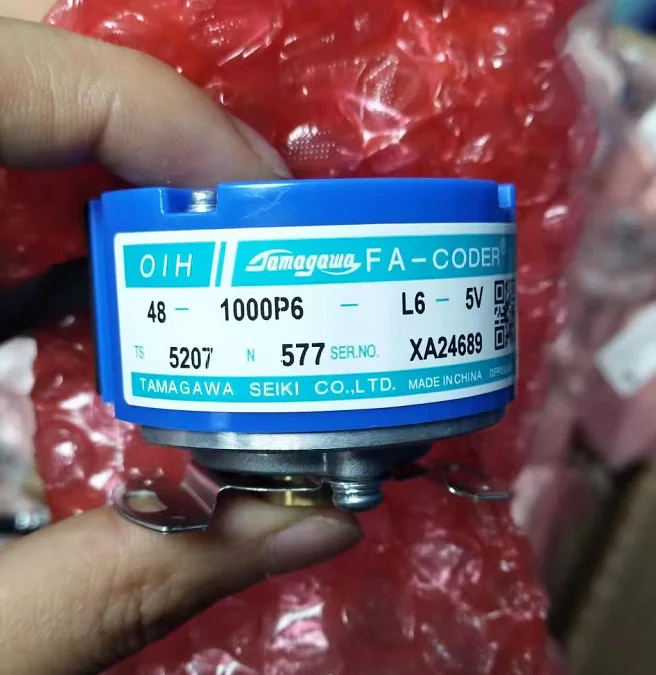 OIH Tamagawa FA-CODER®
48 - 1000P6 - L6 - 5V
TS 5207 N 577 SER.NO. XA24689
TAMAGAWA SEIKI CO.,LTD. MADE IN CHINA